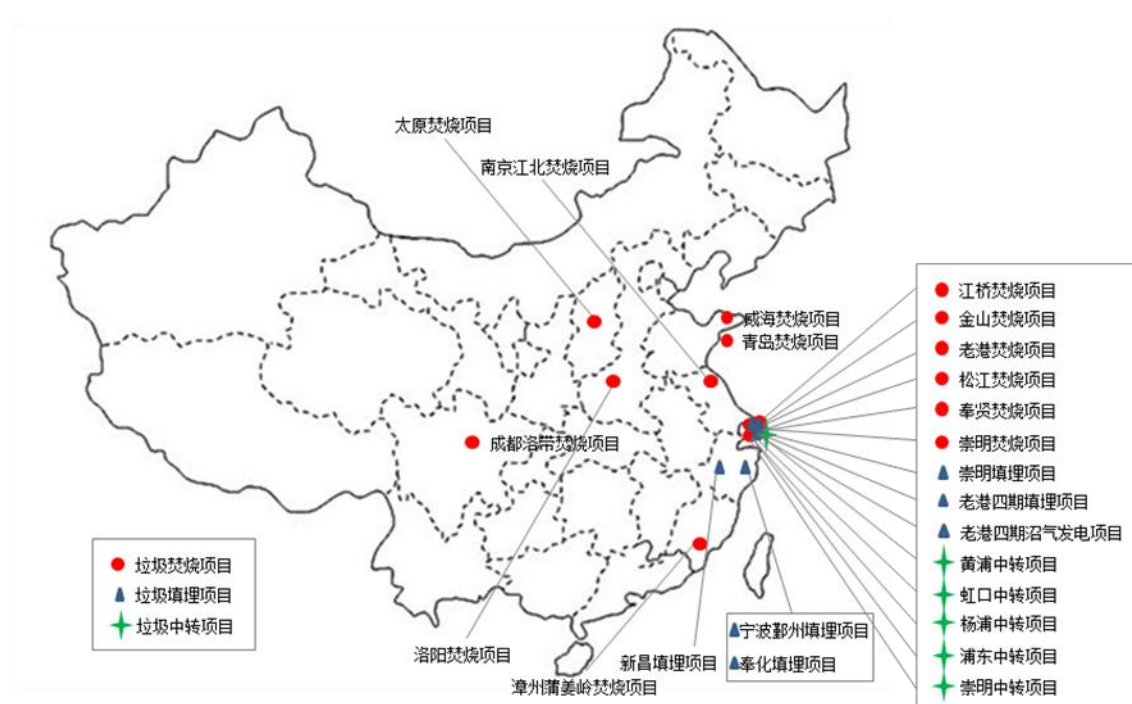 太原焚烧项目
南京江北焚烧项目
威海焚烧项目
青岛焚烧项目
成都洛带焚烧项目
洛阳焚烧项目
漳州蒲姜岭焚烧项目
新昌填埋项目
宁波鄞州填埋项目
奉化填埋项目
垃圾焚烧项目
垃圾填埋项目
垃圾中转项目
江桥焚烧项目
金山焚烧项目
老港焚烧项目
松江焚烧项目
奉贤焚烧项目
崇明焚烧项目
崇明填埋项目
老港四期填埋项目
老港四期沼气发电项目
黄浦中转项目
虹口中转项目
杨浦中转项目
浦东中转项目
崇明中转项目